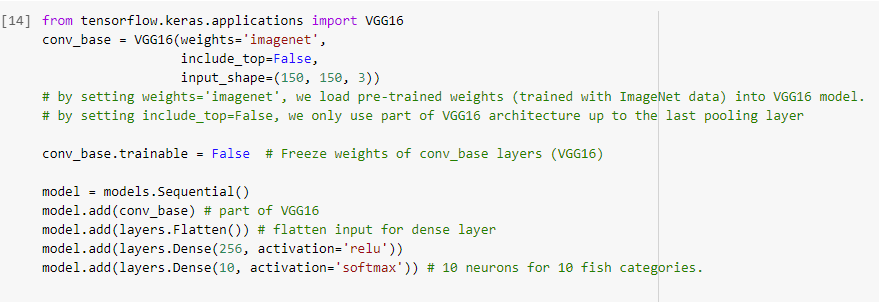 [14] from tensorflow.keras.applications import VGG16
conv_base = VGG16(weights='imagenet',
                  include_top=False,
                  input_shape=(150, 150, 3))
# by setting weights='imagenet', we load pre-trained weights (trained with ImageNet data) into VGG16 model.
# by setting include_top=False, we only use part of VGG16 architecture up to the last pooling layer

conv_base.trainable = False  # Freeze weights of conv_base layers (VGG16)

model = models.Sequential()
model.add(conv_base) # part of VGG16
model.add(layers.Flatten()) # flatten input for dense layer
model.add(layers.Dense(256, activation='relu'))
model.add(layers.Dense(10, activation='softmax')) # 10 neurons for 10 fish categories.